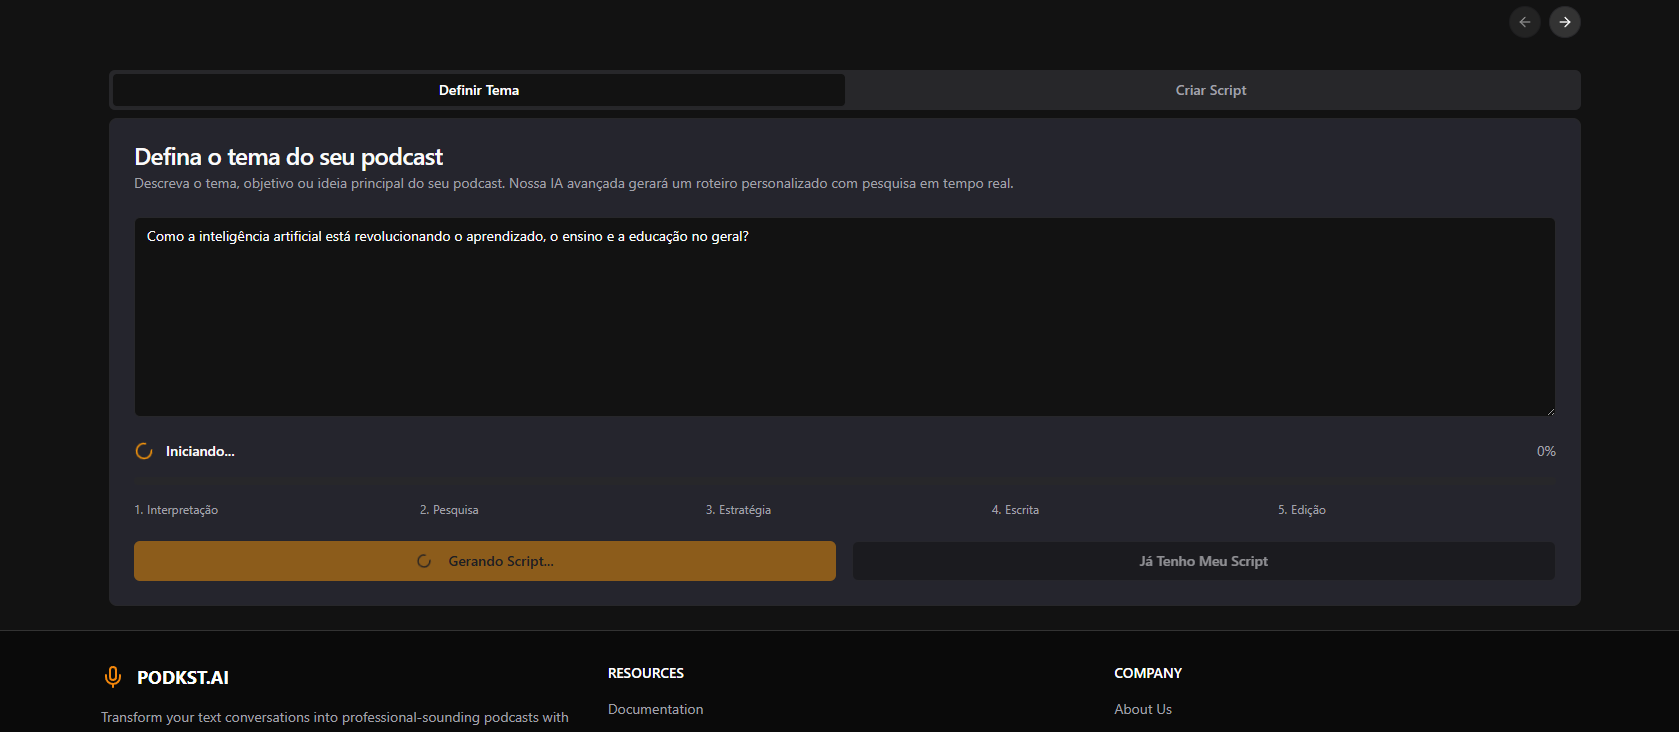 Definir Tema
Criar Script
Defina o tema do seu podcast
Descreva o tema, objetivo ou ideia principal do seu podcast. Nossa IA avançada gerará um roteiro personalizado com pesquisa em tempo real.
Como a inteligência artificial está revolucionando o aprendizado, o ensino e a educação no geral?
Iniciando...
0%
1. Interpretação
2. Pesquisa
3. Estratégia
4. Escrita
5. Edição
Gerando Script...
Já Tenho Meu Script
PODKST.AI
Transform your text conversations into professional-sounding podcasts with
RESOURCES
Documentation
COMPANY
About Us